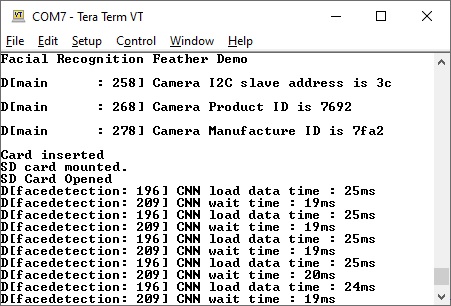 COM7 - Tera Term VT
File Edit Setup Control Window Help
Facial Recognition Feather Demo
D[main      : 258] Camera I2C slave address is 3c
D[main      : 268] Camera Product ID is 7692
D[main      : 278] Camera Manufacture ID is 7fa2
Card inserted
SD card mounted.
SD Card Opened
D[facedetection: 196] CNN load data time : 25ms
D[facedetection: 209] CNN wait time : 19ms
D[facedetection: 196] CNN load data time : 25ms
D[facedetection: 209] CNN wait time : 19ms
D[facedetection: 196] CNN load data time : 25ms
D[facedetection: 209] CNN wait time : 19ms
D[facedetection: 196] CNN load data time : 25ms
D[facedetection: 209] CNN wait time : 20ms
D[facedetection: 196] CNN load data time : 24ms
D[facedetection: 209] CNN wait time : 19ms